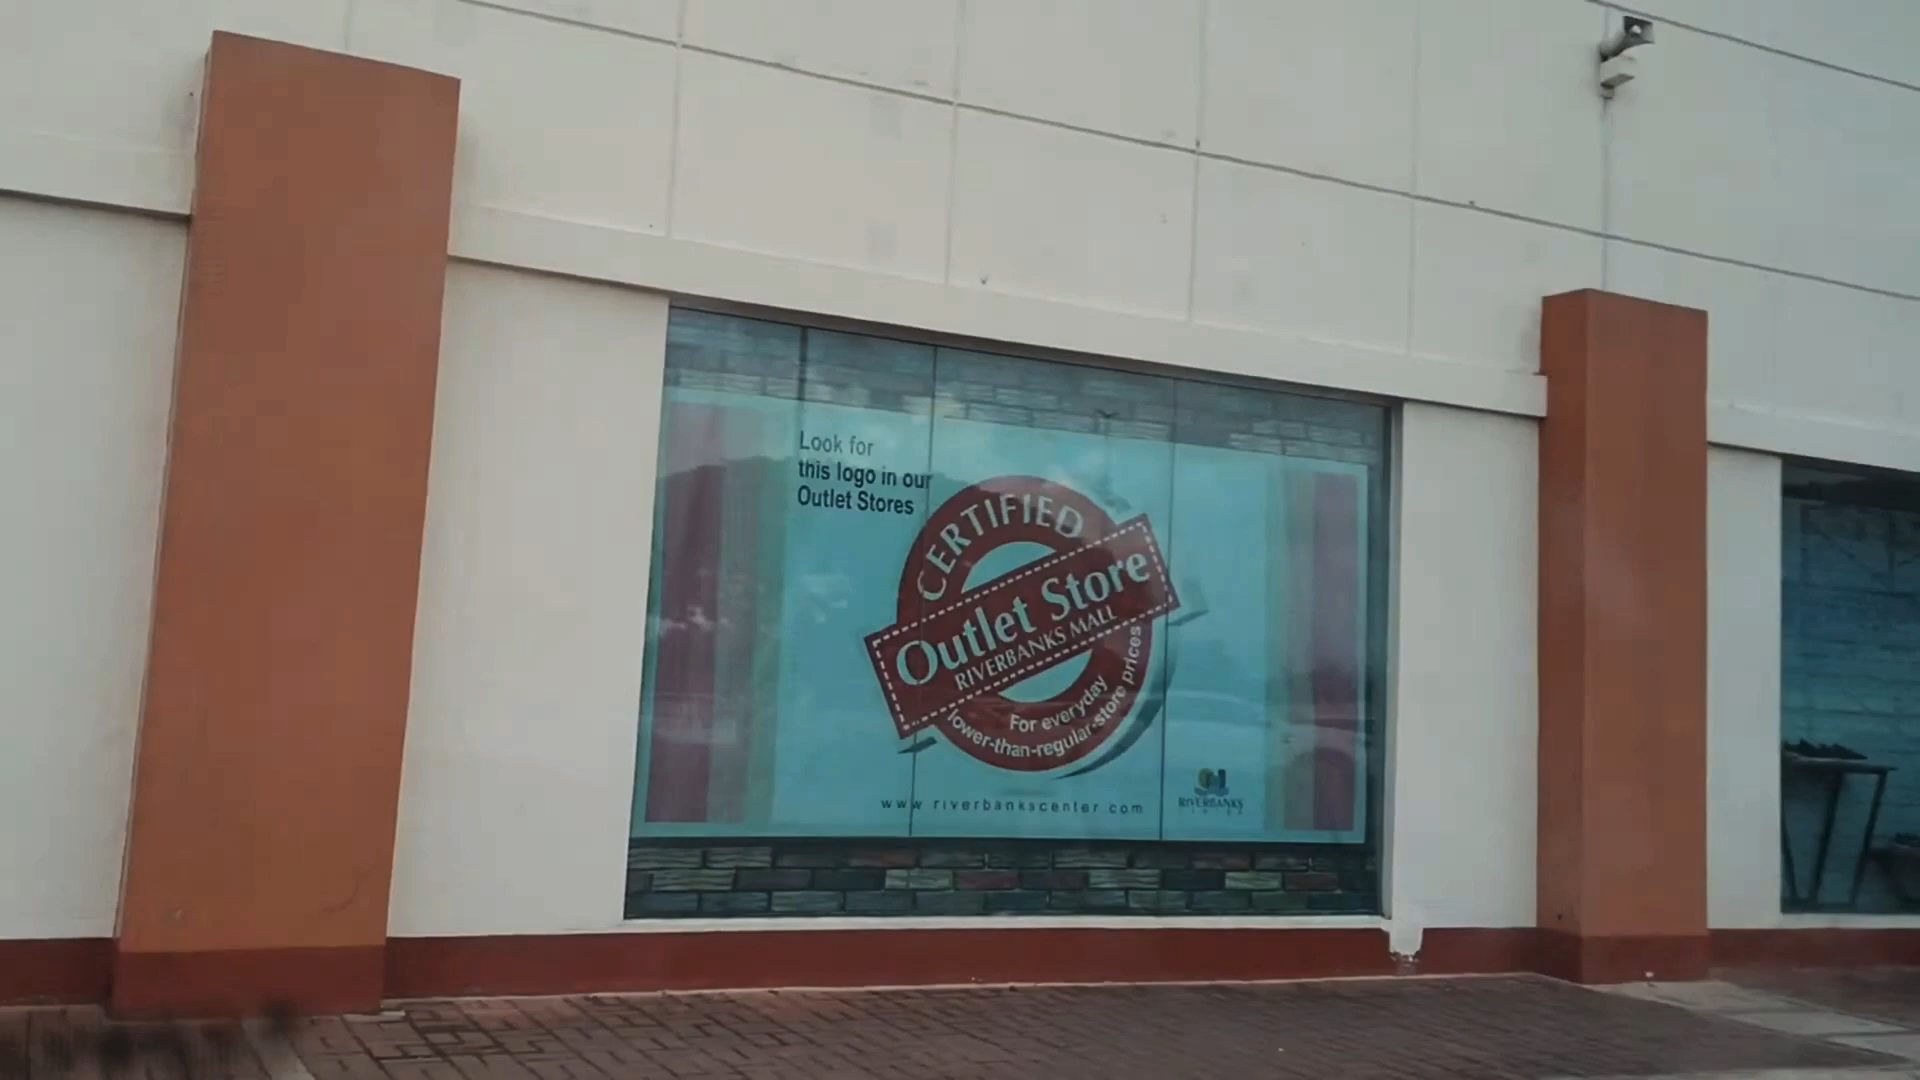 Look for
this logo in our
Outlet Stores
CERTIFIED
Outlet Store
RIVERBANKS MALL
For everyday
lower-than-regular-store prices
www.riverbankscenter.com
RIVERBANKS
CENTER